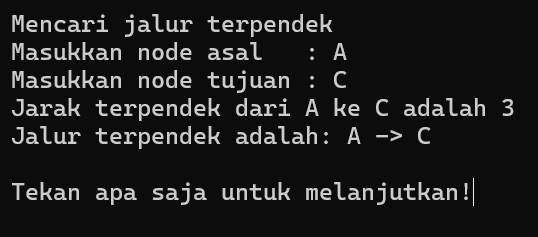 Mencari jalur terpendek
Masukkan node asal   : A
Masukkan node tujuan : C
Jarak terpendek dari A ke C adalah 3
Jalur terpendek adalah: A -> C
Tekan apa saja untuk melanjutkan!